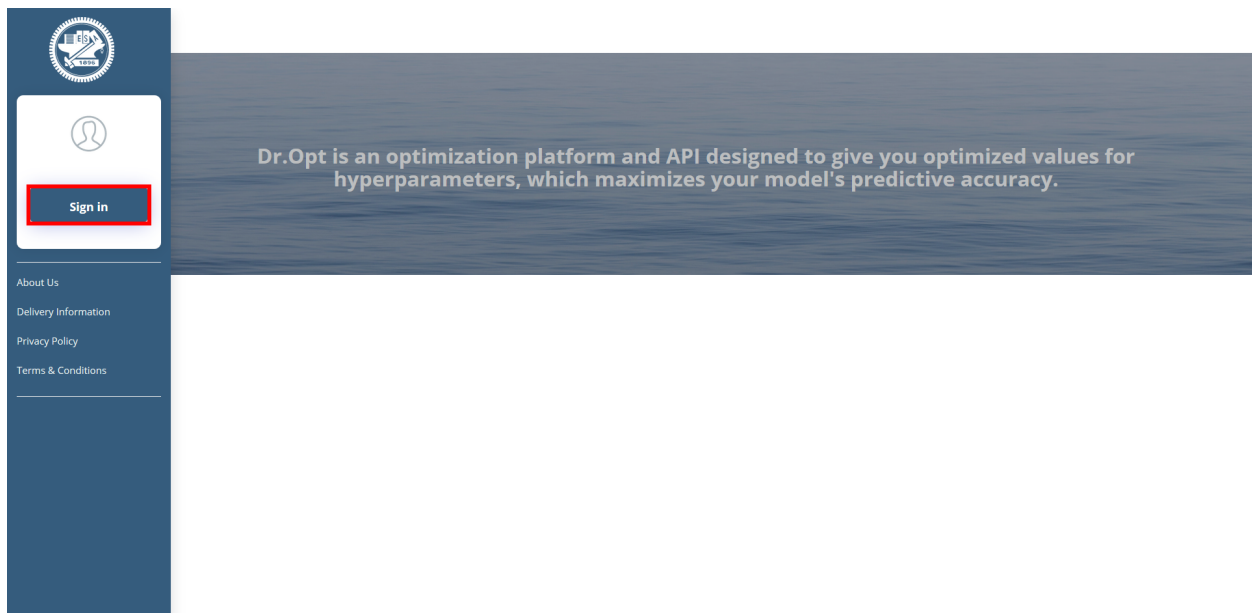 1896
Sign in
About Us
Delivery Information
Privacy Policy
Terms & Conditions
Dr.Opt is an optimization platform and API designed to give you optimized values for
hyperparameters, which maximizes your model's predictive accuracy.